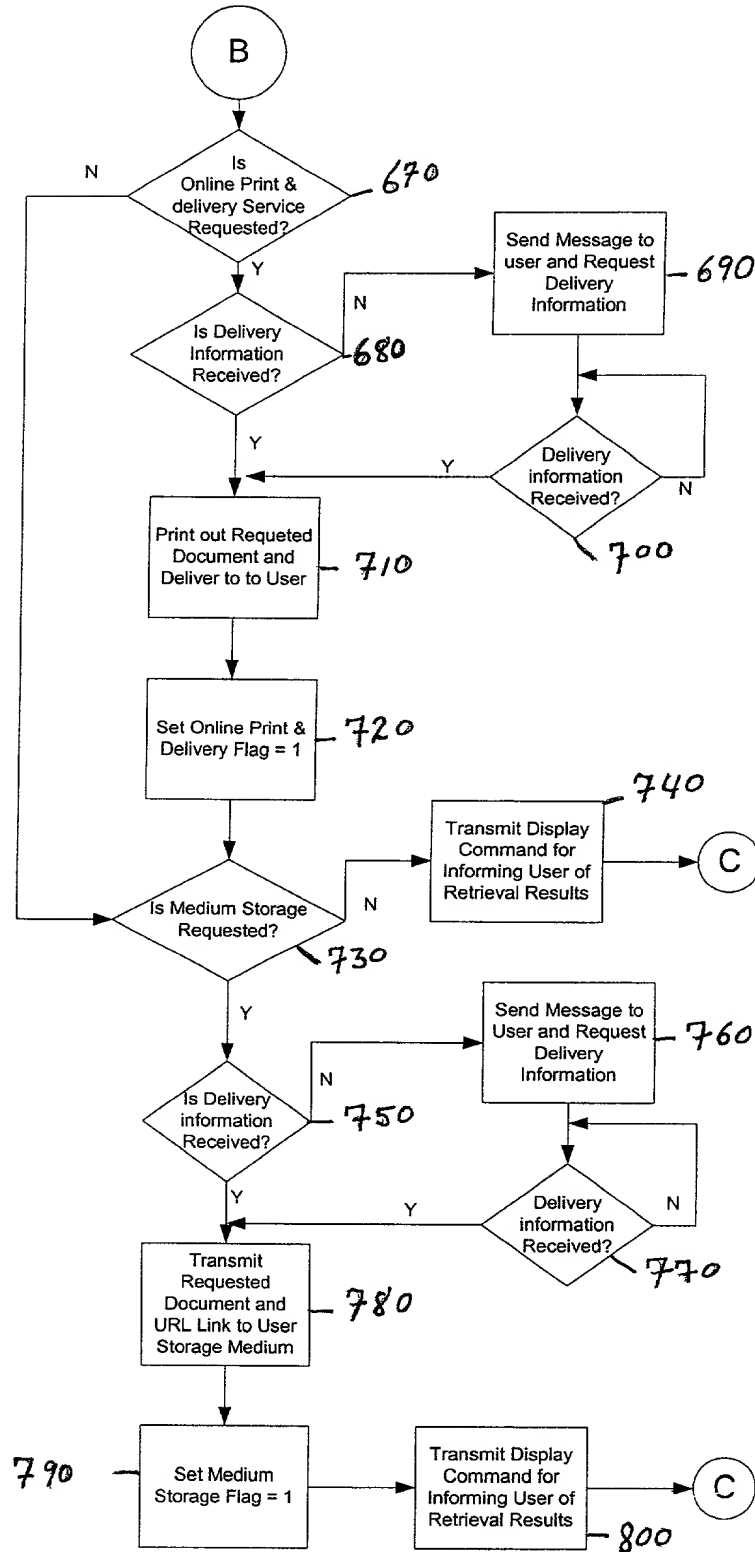 B
Is
Online Print &
delivery Service
Requested?
670
N
Y
Send Message to
user and Request
Delivery
Information
690
N
Is Delivery
Information
Received?
680
Y
Delivery
information
Received?
700
Y
N
Print out Requeted
Document and
Deliver to to User
710
Set Online Print &
Delivery Flag = 1
720
740
Transmit Display
Command for
Informing User of
Retrieval Results
C
Is Medium Storage
Requested?
730
N
Y
Send Message to
User and Request
Delivery
Information
760
N
Is Delivery
information
Received?
750
Y
Y
Delivery
information
Received?
N
770
Transmit
Requested
Document and
URL Link to User
Storage Medium
780
790
Set Medium
Storage Flag = 1
Transmit Display
Command for
Informing User of
Retrieval Results
800
C